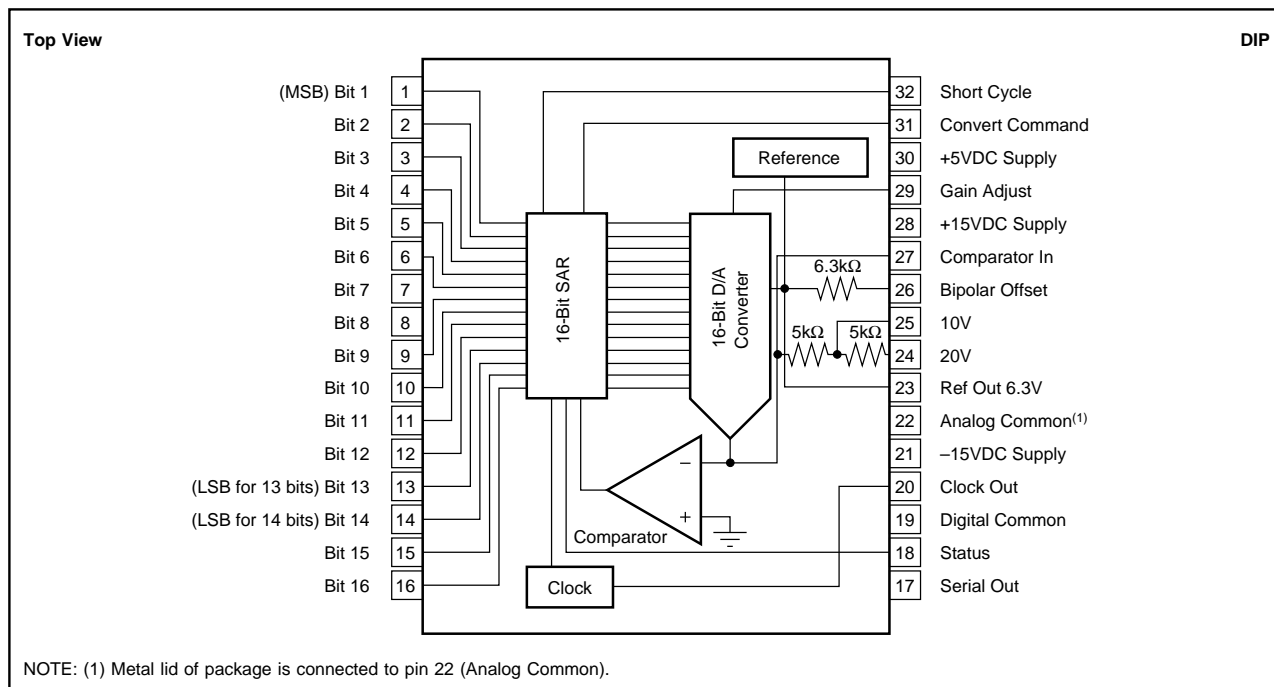 Top View
DIP
(MSB) Bit 1
1
Bit 2
2
Bit 3
3
Bit 4
4
Bit 5
5
Bit 6
6
Bit 7
7
Bit 8
8
Bit 9
9
Bit 10
10
Bit 11
11
Bit 12
12
(LSB for 13 bits) Bit 13
13
(LSB for 14 bits) Bit 14
14
Bit 15
15
Bit 16
16
16-Bit SAR
Reference
16-Bit D/A
Converter
6.3kΩ
5kΩ
5kΩ
–
+
Comparator
Clock
32
Short Cycle
31
Convert Command
30
+5VDC Supply
29
Gain Adjust
28
+15VDC Supply
27
Comparator In
26
Bipolar Offset
25
10V
24
20V
23
Ref Out 6.3V
22
Analog Common(1)
21
–15VDC Supply
20
Clock Out
19
Digital Common
18
Status
17
Serial Out
NOTE: (1) Metal lid of package is connected to pin 22 (Analog Common).